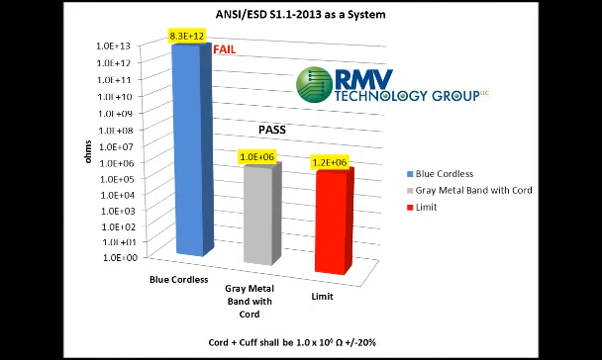 ANSI/ESD S1.1-2013 as a System
8.3E+12
FAIL
1.0E+13
1.0E+12
1.0E+11
1.0E+10
1.0E+09
1.0E+08
1.0E+07
1.0E+06
1.0E+05
1.0E+04
1.0E+03
1.0E+02
1.0E+01
1.0E+00
ohms
RMV
TECHNOLOGY GROUP LLC
PASS
1.0E+06
1.2E+06
Blue Cordless
Gray Metal Band with Cord
Limit
Blue Cordless
Gray Metal
Band with
Cord
Limit
Cord + Cuff shall be 1.0 x 10⁶ Ω +/-20%